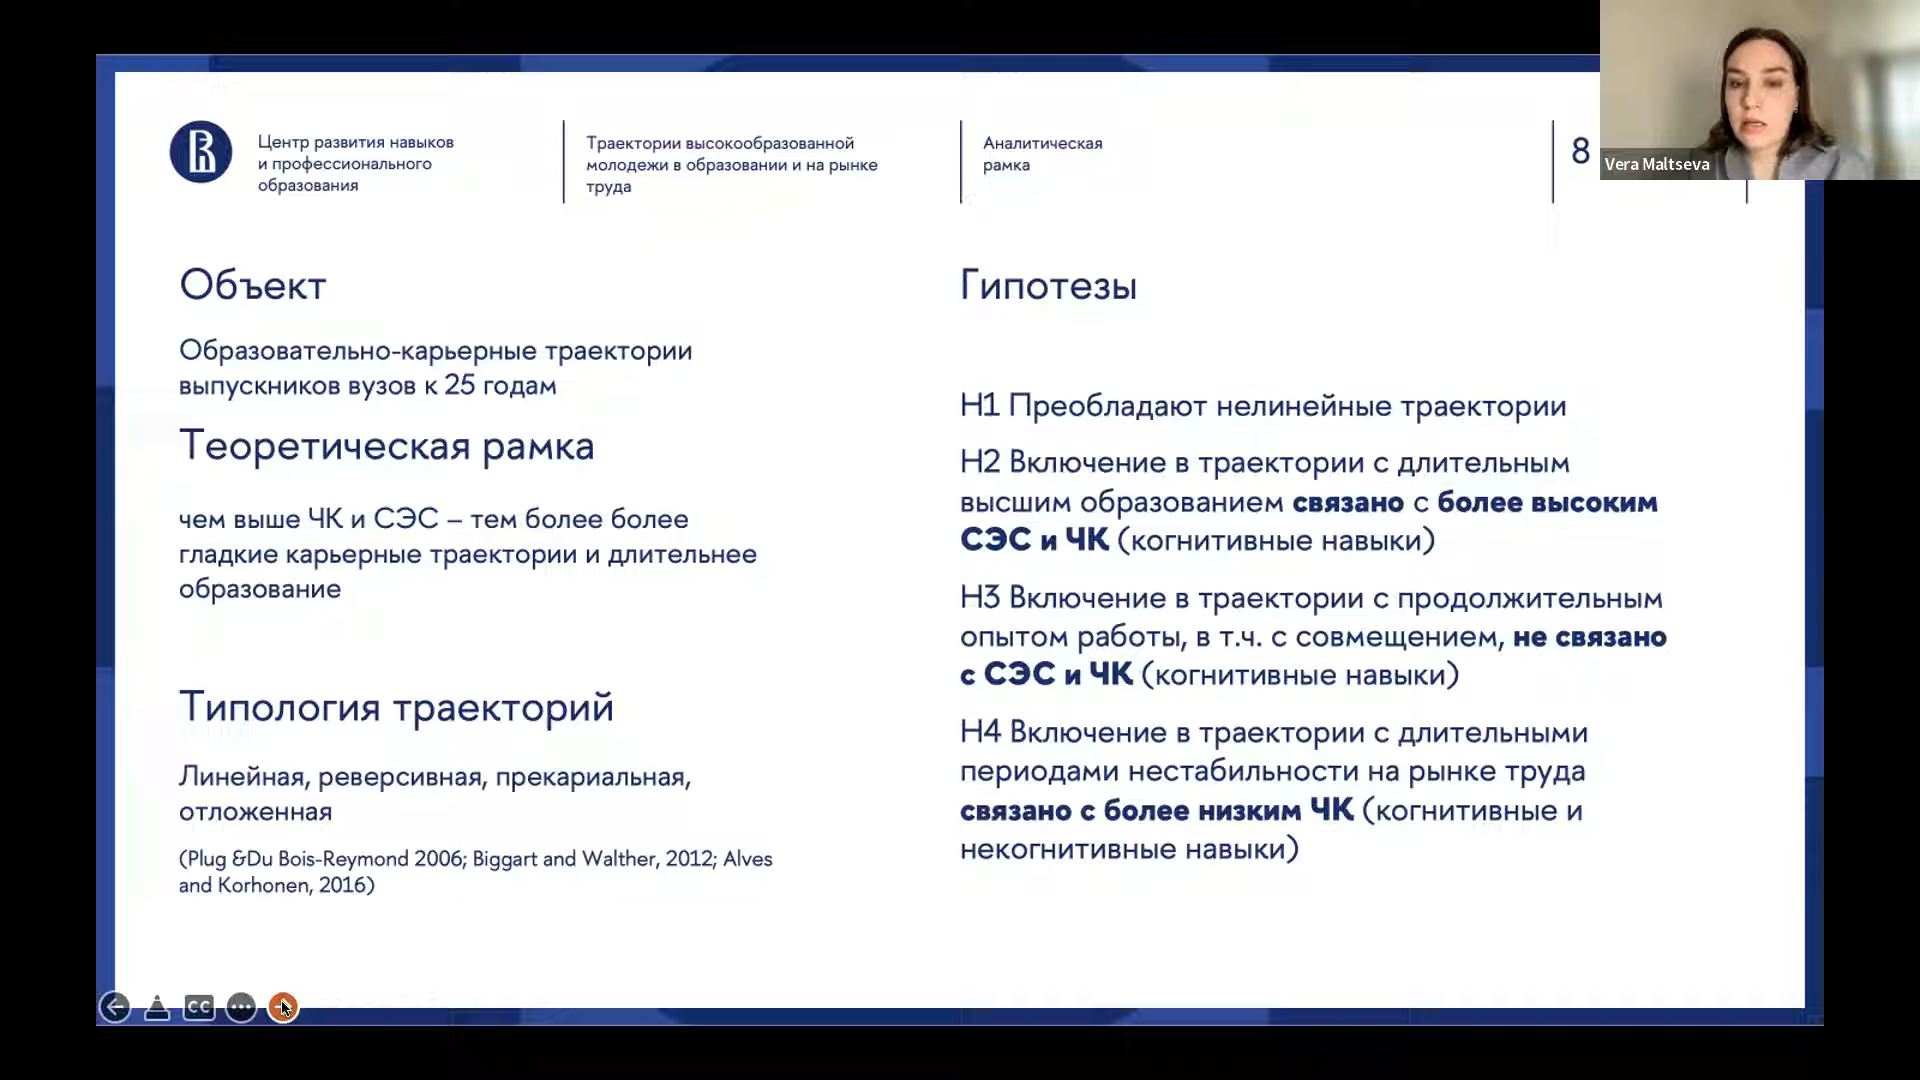 Центр развития навыков
и профессионального
образования
Траектории высокообразованной
молодежи в образовании и на рынке
труда
Аналитическая
рамка
8
Vera Maltseva
Объект
Образовательно-карьерные траектории
выпускников вузов к 25 годам
Теоретическая рамка
чем выше ЧК и СЭС – тем более более
гладкие карьерные траектории и длительнее
образование
Типология траекторий
Линейная, реверсивная, прекариальная,
отложенная
(Plug &Du Bois-Reymond 2006; Biggart and Walther, 2012; Alves
and Korhonen, 2016)
Гипотезы
H1 Преобладают нелинейные траектории
H2 Включение в траектории с длительным
высшим образованием связано с более высоким
СЭС и ЧК (когнитивные навыки)
H3 Включение в траектории с продолжительным
опытом работы, в т.ч. с совмещением, не связано
с СЭС и ЧК (когнитивные навыки)
H4 Включение в траектории с длительными
периодами нестабильности на рынке труда
связано с более низким ЧК (когнитивные и
некогнитивные навыки)
CC